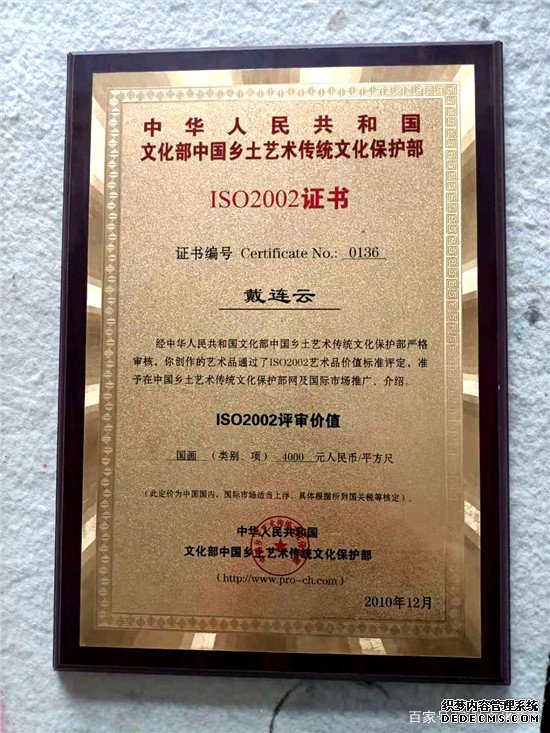 中华人民共和国
文化部中国乡土艺术传统文化保护部
ISO2002证书
证书编号 Certificate No.: 0136
戴连云
经中华人民共和国文化部中国乡土艺术传统文化保护部严格
审核，你创作的艺术品通过了ISO2002艺术品价值标准评定，准
予在中国乡土艺术传统文化保护部网及国际市场推广、介绍。
ISO2002评审价值
国画 （类别、项） 4000 元人民币/平方尺
（此定价为中国国内，国际市场适当上浮，具体根据所到国关税等核定）。
中华人民共和国
文化部中国乡土艺术传统文化保护部
（http://www.pro-ch.com）
2010年12月
百家
织梦内容管理系统
DEDECMS.COM